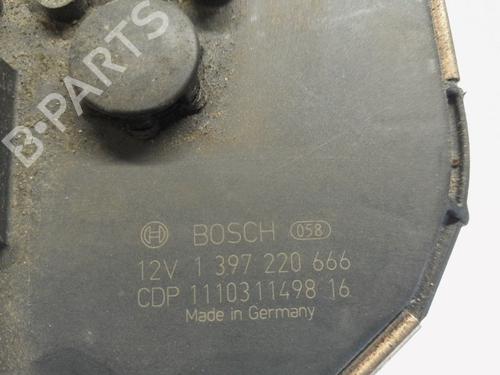 B-PARTS
BOSCH 058
12V 1 397 220 666
CDP 1110311498 16
Made in Germany